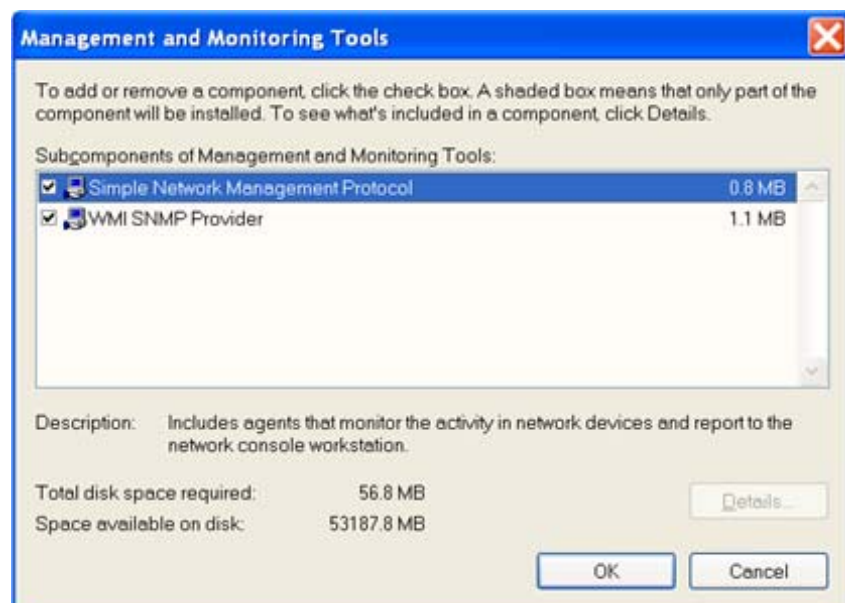 Management and Monitoring Tools
To add or remove a component, click the check box. A shaded box means that only part of the
component will be installed. To see what's included in a component, click Details.
Subcomponents of Management and Monitoring Tools:
Simple Network Management Protocol 0.8 MB
WMI SNMP Provider 1.1 MB
Description: Includes agents that monitor the activity in network devices and report to the
network console workstation.
Total disk space required: 56.8 MB
Space available on disk: 53187.8 MB
Details...
OK Cancel